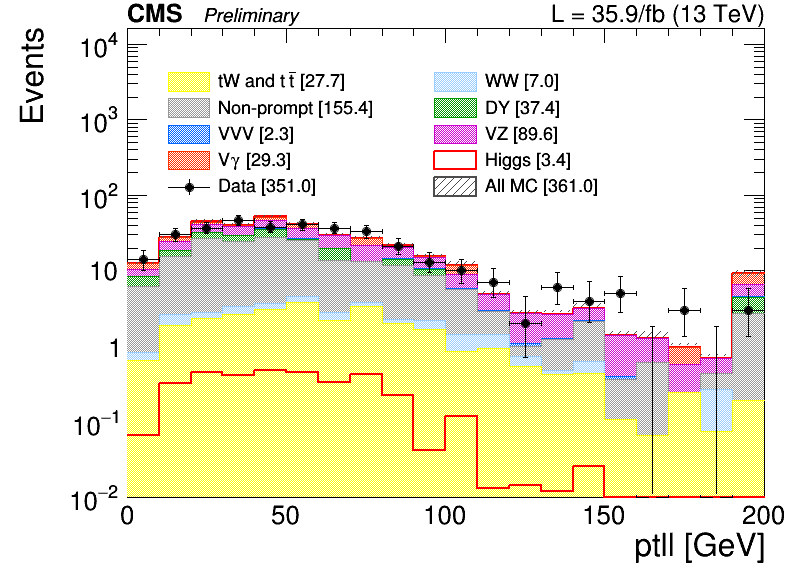 CMS Preliminary L = 35.9/fb (13 TeV)
Events
10⁴
10³
10²
10
1
10⁻¹
10⁻²
tW and t t̄ [27.7] WW [7.0]
Non-prompt [155.4] DY [37.4]
VVV [2.3] VZ [89.6]
Vγ [29.3] Higgs [3.4]
Data [351.0] All MC [361.0]
0 50 100 150 200
ptll [GeV]